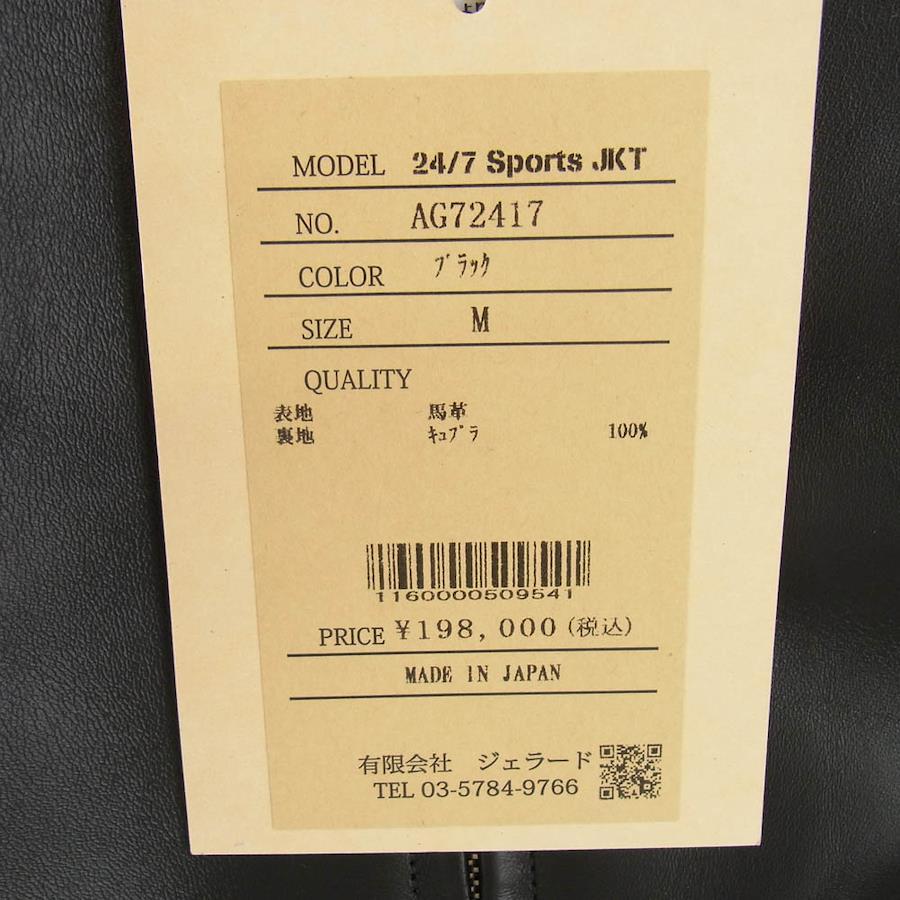 MODEL 24/7 Sports JKT
NO. AG72417
COLOR ブラック
SIZE M
QUALITY
表地 馬革
裏地 キュプラ 100%
1160000509541
PRICE ¥198,000(税込)
MADE IN JAPAN
有限会社 ジェラード
TEL 03-5784-9766